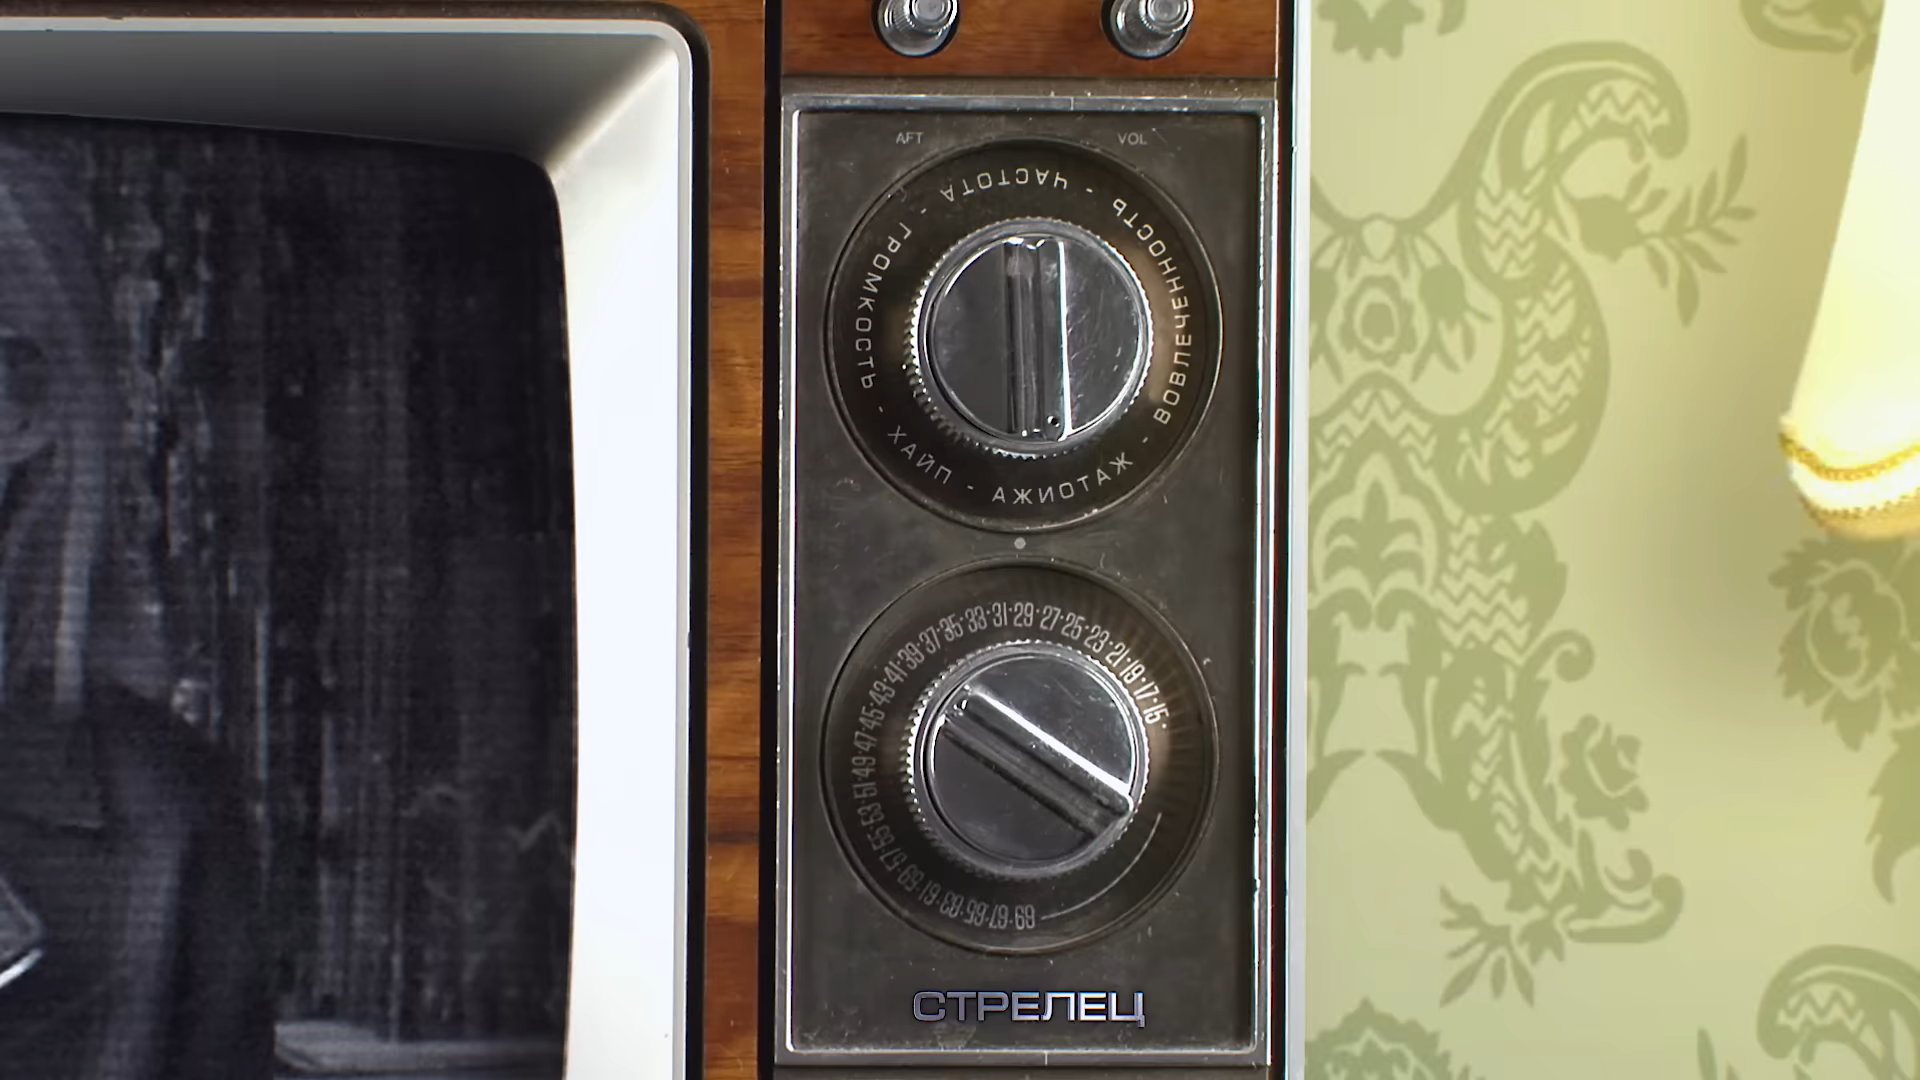 AFT
VOL
ЧАСТОТА - ГРОМКОСТЬ - ХАЙП - АЖИОТАЖ - ВОВЛЕЧЕННОСТЬ -
15·17·19·21·23·25·27·29·31·33·35·37·39·41·43·45·47·49·51·53·55·57·59·61·63·65·67·69
СТРЕЛЕЦ